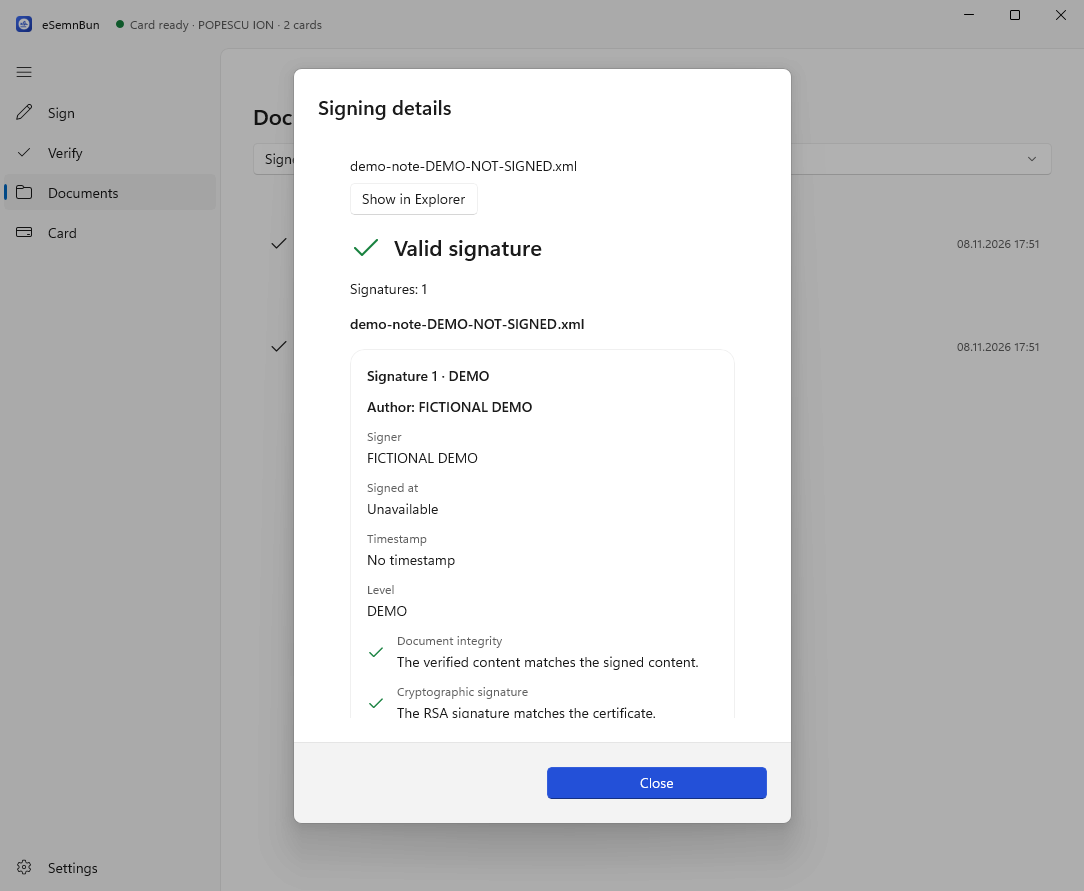 eSemnBun
Card ready · POPESCU ION · 2 cards
Sign
Verify
Documents
Card
Settings
Doc
Signe
08.11.2026 17:51
08.11.2026 17:51
Signing details
demo-note-DEMO-NOT-SIGNED.xml
Show in Explorer
Valid signature
Signatures: 1
demo-note-DEMO-NOT-SIGNED.xml
Signature 1 · DEMO
Author: FICTIONAL DEMO
Signer
FICTIONAL DEMO
Signed at
Unavailable
Timestamp
No timestamp
Level
DEMO
Document integrity
The verified content matches the signed content.
Cryptographic signature
The RSA signature matches the certificate.
Close